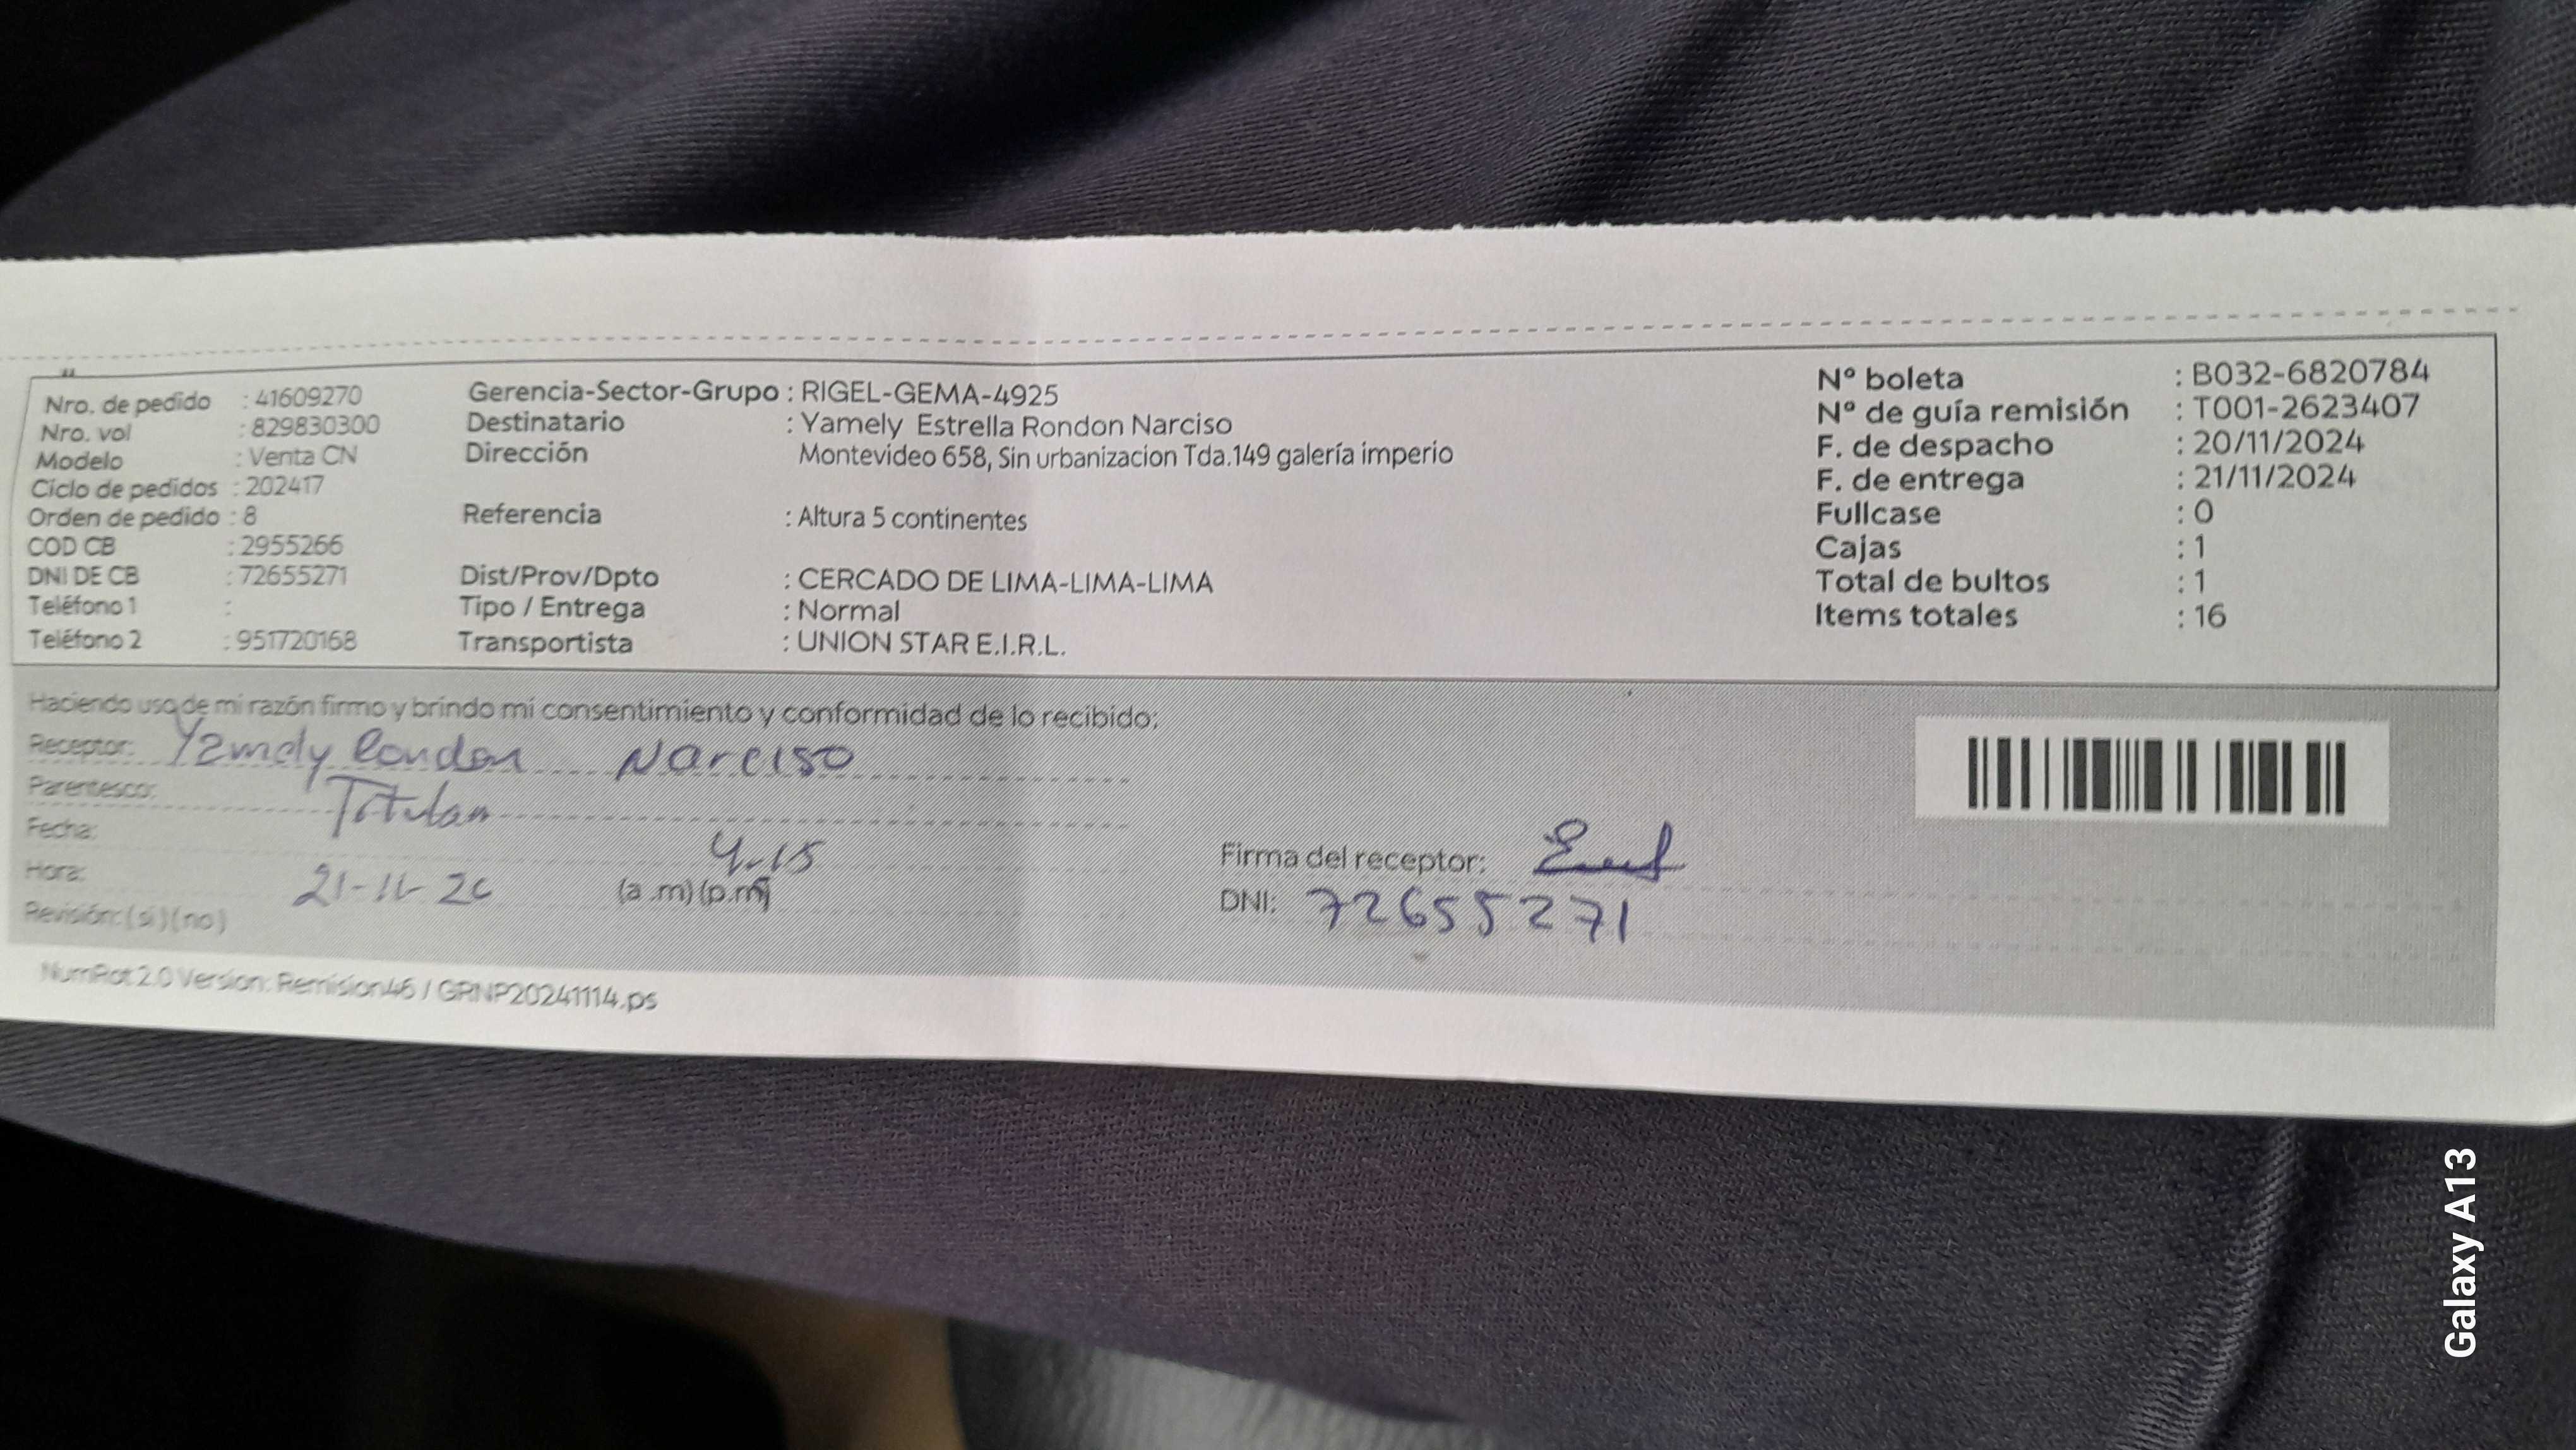 Nro. de pedido : 41609270
Nro. vol : 829830300
Modelo : Venta CN
Ciclo de pedidos : 202417
Orden de pedido : 8
COD CB : 2955266
DNI DE CB : 72655271
Teléfono 1 :
Teléfono 2 : 951720168
Gerencia-Sector-Grupo : RIGEL-GEMA-4925
Destinatario : Yamely Estrella Rondon Narciso
Dirección Montevideo 658, Sin urbanizacion Tda.149 galería imperio
Referencia : Altura 5 continentes
Dist/Prov/Dpto : CERCADO DE LIMA-LIMA-LIMA
Tipo / Entrega : Normal
Transportista : UNION STAR E.I.R.L.
Nº boleta : B032-6820784
Nº de guía remisión : T001-2623407
F. de despacho : 20/11/2024
F. de entrega : 21/11/2024
Fullcase : 0
Cajas : 1
Total de bultos : 1
Items totales : 16
Haciendo uso de mi razón firmo y brindo mi consentimiento y conformidad de lo recibido:
Receptor: Yamely Rondon Narciso
Parentesco: Titular
Fecha:
4.15
Hora: 21-11-20 (a.m)(p.m)
Revisión: (si)(no)
Firma del receptor:
DNI: 72655271
NumRot 2.0 Version: Remision46 / GRNP20241114.ps
Galaxy A13